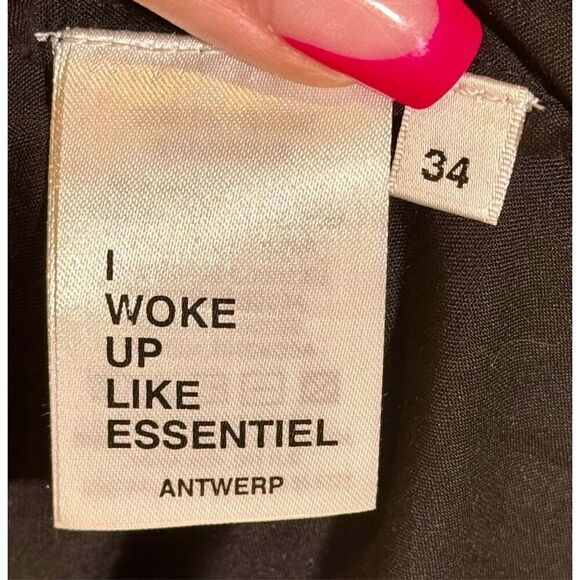 I
WOKE
UP
LIKE
ESSENTIEL
ANTWERP
34